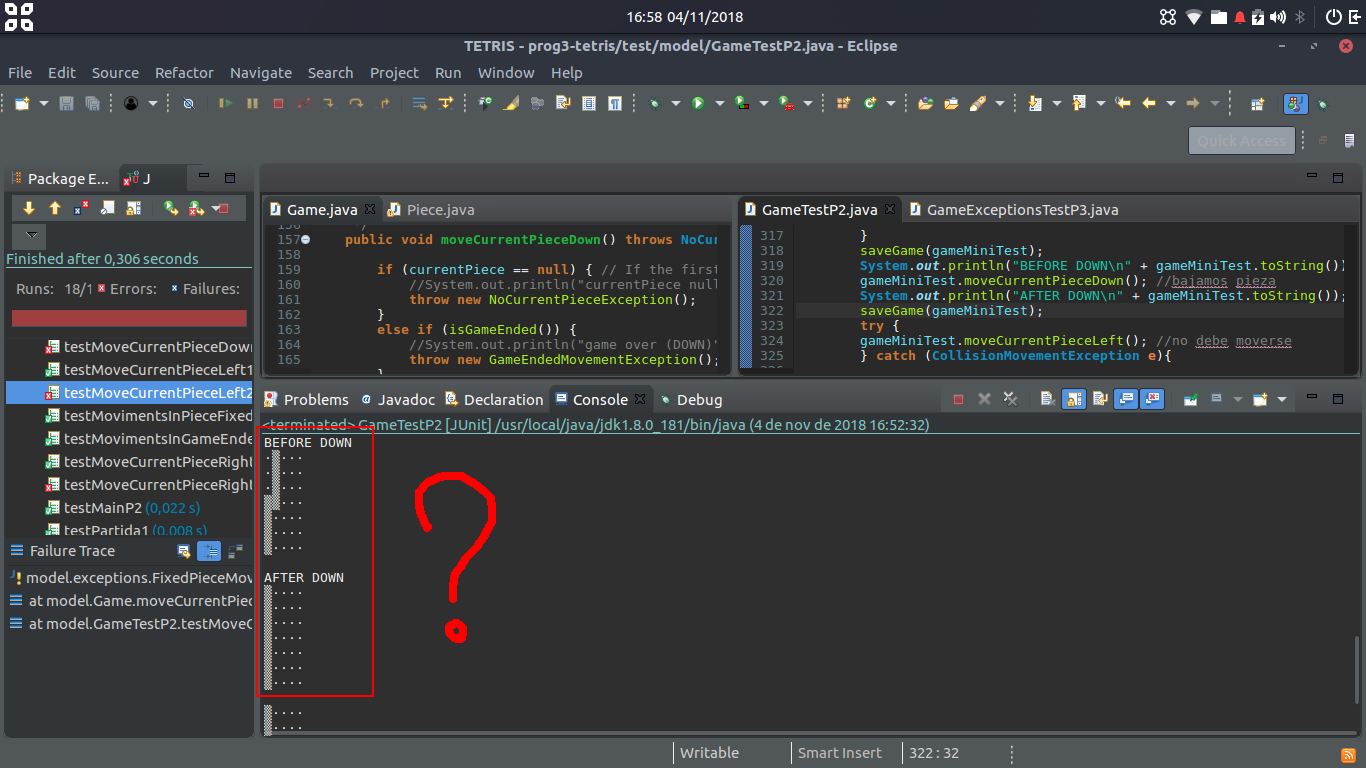 16:58 04/11/2018
TETRIS - prog3-tetris/test/model/GameTestP2.java - Eclipse
File Edit Source Refactor Navigate Search Project Run Window Help
Quick Access
Package E... J
Finished after 0,306 seconds
Runs: 18/1 Errors: Failures:
testMoveCurrentPieceDown
testMoveCurrentPieceLeft1
testMoveCurrentPieceLeft2
testMovimentsInPieceFixed
testMovimentsInGameEnde
testMoveCurrentPieceRight
testMoveCurrentPieceRight
testMainP2 (0,022 s)
testPartida1 (0,008 s)
Failure Trace
model.exceptions.FixedPieceMov
at model.Game.moveCurrentPiec
at model.GameTestP2.testMoveC
Game.java Piece.java
156 */
157 public void moveCurrentPieceDown() throws NoCur
158
159 if (currentPiece == null) { // If the first
160 //System.out.println("currentPiece null
161 throw new NoCurrentPieceException();
162 }
163 else if (isGameEnded()) {
164 //System.out.println("game over (DOWN)"
165 throw new GameEndedMovementException();
GameTestP2.java GameExceptionsTestP3.java
317 }
318 saveGame(gameMiniTest);
319 System.out.println("BEFORE DOWN\n" + gameMiniTest.toString())
320 gameMiniTest.moveCurrentPieceDown(); //bajamos pieza
321 System.out.println("AFTER DOWN\n" + gameMiniTest.toString());
322 saveGame(gameMiniTest);
323 try {
324 gameMiniTest.moveCurrentPieceLeft(); //no debe moverse
325 } catch (CollisionMovementException e){
Problems @ Javadoc Declaration Console Debug
<terminated> GameTestP2 [JUnit] /usr/local/java/jdk1.8.0_181/bin/java (4 de nov de 2018 16:52:32)
BEFORE DOWN
.▒...
.▒...
.▒...
▒▒...
▒....
▒....
▒....
AFTER DOWN
▒....
▒....
▒....
▒....
▒....
▒....
▒....
▒....
▒....
?
Writable Smart Insert 322 : 32